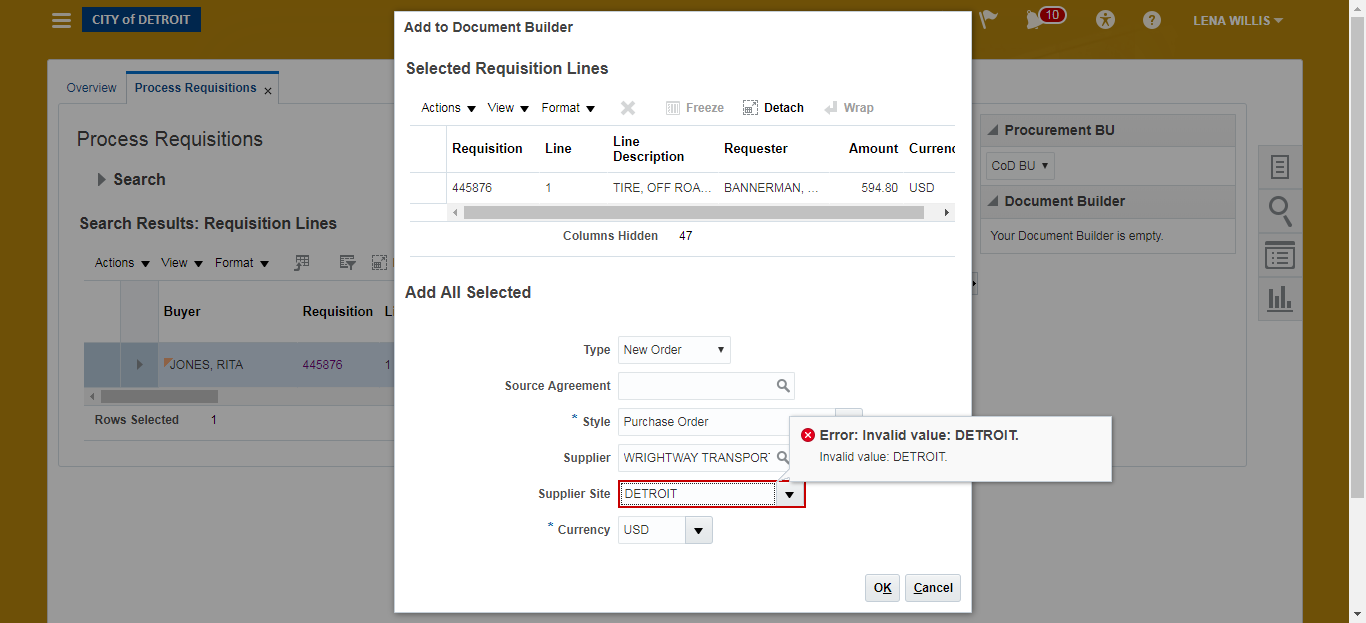 CITY of DETROIT
10
LENA WILLIS
Overview
Process Requisitions
Process Requisitions
Search
Search Results: Requisition Lines
Actions View Format
Buyer Requisition
JONES, RITA 445876 1
Rows Selected 1
Add to Document Builder
Selected Requisition Lines
Actions View Format Freeze Detach Wrap
Requisition Line Line Description Requester Amount Currenc
445876 1 TIRE, OFF ROA... BANNERMAN, ... 594.80 USD
Columns Hidden 47
Add All Selected
Type New Order
Source Agreement
* Style Purchase Order
Supplier WRIGHTWAY TRANSPOR
Supplier Site DETROIT
* Currency USD
Error: Invalid value: DETROIT.
Invalid value: DETROIT.
OK Cancel
Procurement BU
CoD BU
Document Builder
Your Document Builder is empty.